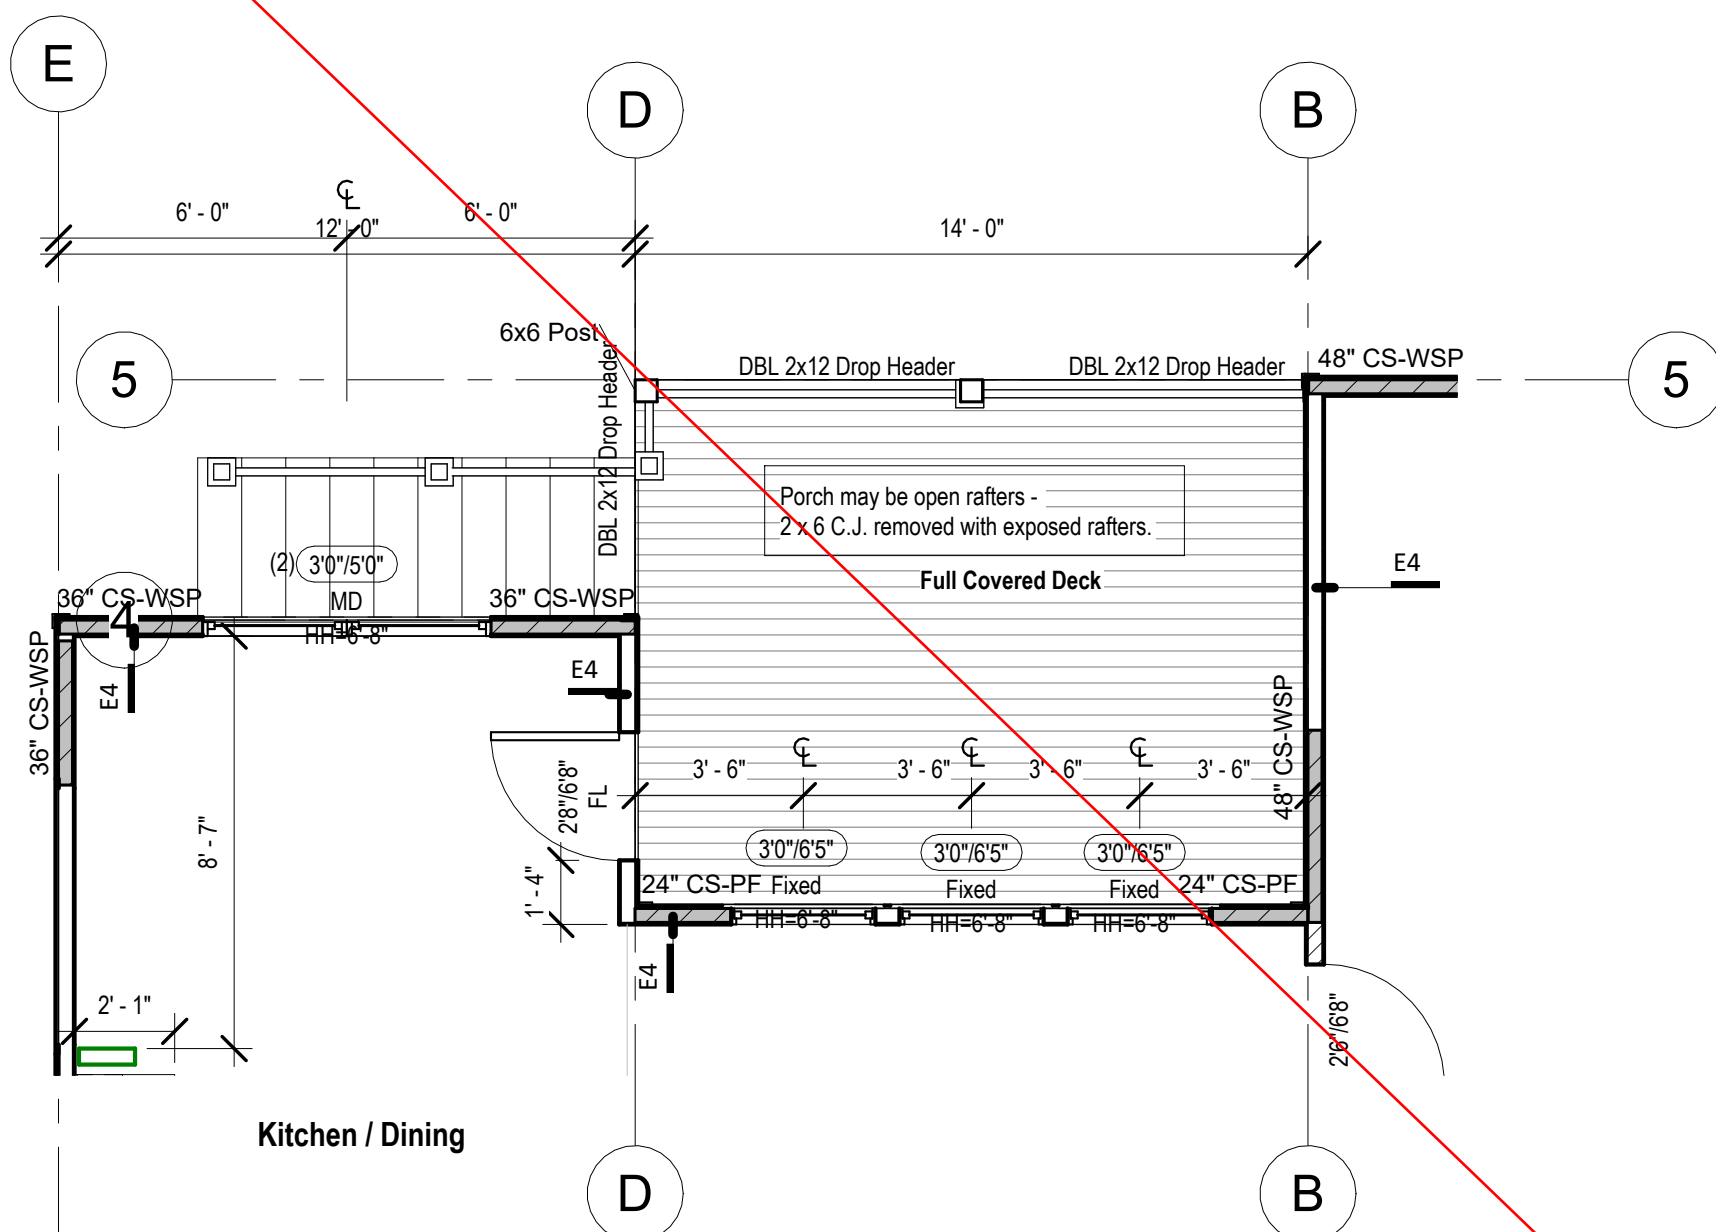 E
D
B
℄
6' - 0"
6' - 0"
12' - 0"
14' - 0"
6x6 Post
DBL 2x12 Drop Header
DBL 2x12 Drop Header
48" CS-WSP
5
5
DBL 2x12 Drop Header
Porch may be open rafters -
2 x 6 C.J. removed with exposed rafters.
(2) 3'0"/5'0"
MD
HH=6'-8"
Full Covered Deck
E4
36" CS-WSP
36" CS-WSP
4
36" CS-WSP
E4
E4
48" CS-WSP
℄
℄
℄
3' - 6"
3' - 6"
3' - 6"
3' - 6"
2'8"/6'8"
FL
8' - 7"
3'0"/6'5"
3'0"/6'5"
3'0"/6'5"
24" CS-PF
Fixed
Fixed
Fixed
24" CS-PF
1' - 4"
HH=6'-8"
HH=6'-8"
HH=6'-8"
E4
2' - 1"
2'6"/6'8"
Kitchen / Dining
D
B